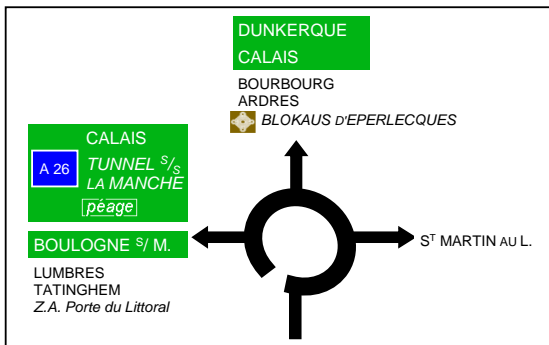 DUNKERQUE
CALAIS
BOURBOURG
ARDRES
BLOKAUS D'EPERLECQUES
CALAIS
A 26
TUNNEL S/S
LA MANCHE
péage
BOULOGNE S/ M.
LUMBRES
TATINGHEM
Z.A. Porte du Littoral
ST MARTIN AU L.